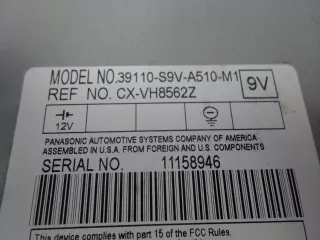 MODEL NO.39110-S9V-A510-M1
9V
REF NO. CX-VH8562Z
12V
PANASONIC AUTOMOTIVE SYSTEMS COMPANY OF AMERICA
ASSEMBLED IN U.S.A. FROM FOREIGN AND U.S. COMPONENTS
SERIAL NO. 11158946
This device complies with part 15 of the FCC Rules.